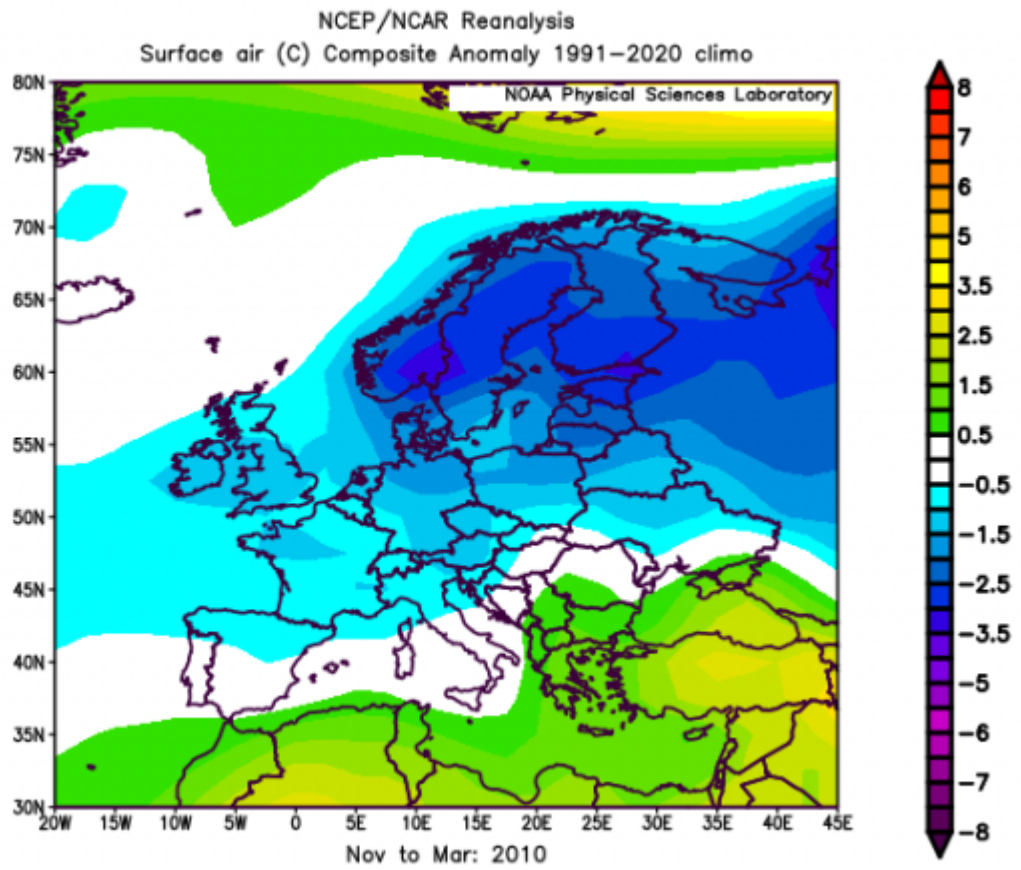 NCEP/NCAR Reanalysis
Surface air (C) Composite Anomaly 1991-2020 climo
NOAA Physical Sciences Laboratory
80N
75N
70N
65N
60N
55N
50N
45N
40N
35N
30N
20W 15W 10W 5W 0 5E 10E 15E 20E 25E 30E 35E 40E 45E
Nov to Mar: 2010
8
7
6
5
3.5
2.5
1.5
0.5
-0.5
-1.5
-2.5
-3.5
-5
-6
-7
-8